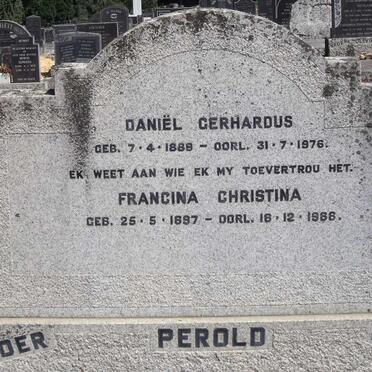 DANIËL GERHARDUS
GEB. 7-4-1889 – OORL. 31-7-1976.
EK WEET AAN WIE EK MY TOEVERTROU HET.
FRANCINA CHRISTINA
GEB. 25-5-1897 – OORL. 16-12-1986.
DER PEROLD